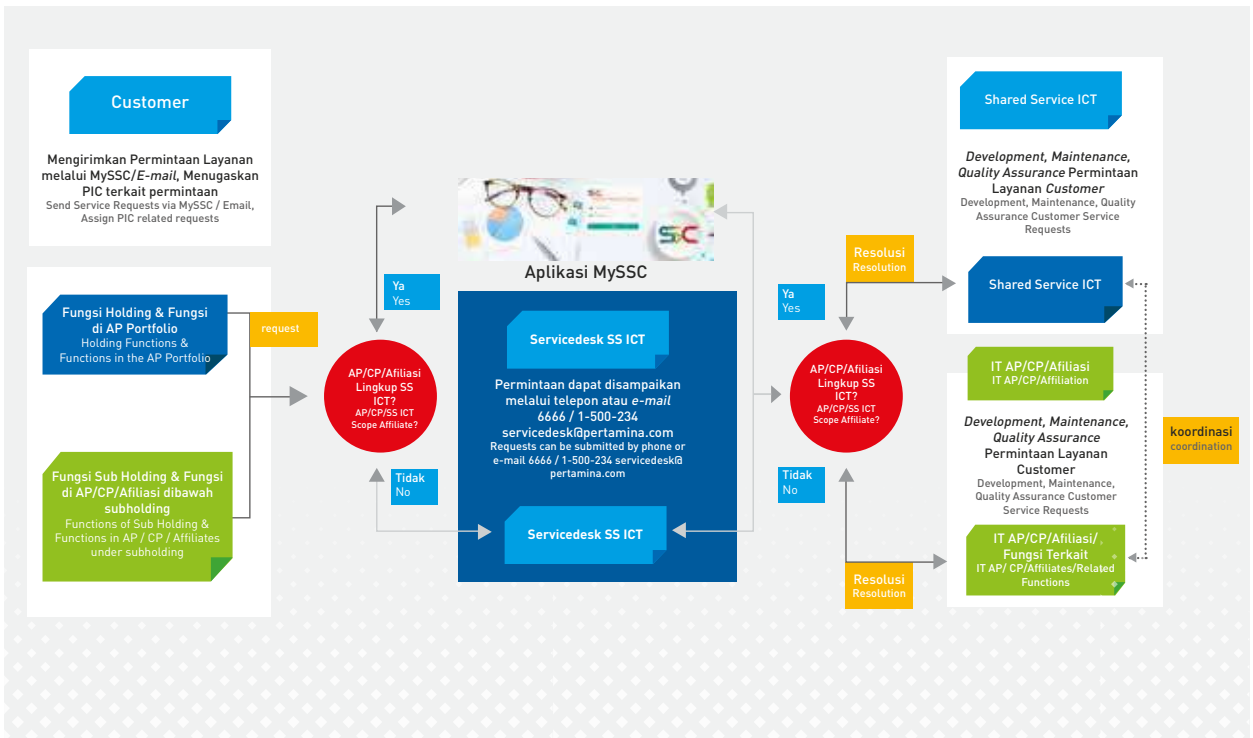 Customer
Mengirimkan Permintaan Layanan
melalui MySSC/E-mail, Menugaskan
PIC terkait permintaan
Send Service Requests via MySSC / Email,
Assign PIC related requests
Fungsi Holding & Fungsi
di AP Portfolio
Holding Functions &
Functions in the AP Portfolio
request
Fungsi Sub Holding & Fungsi
di AP/CP/Afiliasi dibawah
subholding
Functions of Sub Holding &
Functions in AP / CP / Affiliates
under subholding
Ya
Yes
AP/CP/Afiliasi
Lingkup SS
ICT?
AP/CP/SS ICT
Scope Affiliate?
Tidak
No
SSC
Aplikasi MySSC
Servicedesk SS ICT
Permintaan dapat disampaikan
melalui telepon atau e-mail
6666 / 1-500-234
servicedesk@pertamina.com
Requests can be submitted by phone or
e-mail 6666 / 1-500-234 servicedesk@
pertamina.com
Servicedesk SS ICT
Ya
Yes
AP/CP/Afiliasi
Lingkup SS
ICT?
AP/CP/SS ICT
Scope Affiliate?
Tidak
No
Resolusi
Resolution
Resolusi
Resolution
Shared Service ICT
Development, Maintenance,
Quality Assurance Permintaan
Layanan Customer
Development, Maintenance, Quality
Assurance Customer Service
Requests
Shared Service ICT
IT AP/CP/Afiliasi
IT AP/CP/Affiliation
Development, Maintenance,
Quality Assurance
Permintaan Layanan
Customer
Development, Maintenance,
Quality Assurance Customer
Service Requests
IT AP/CP/Afiliasi/
Fungsi Terkait
IT AP/ CP/Affiliates/Related
Functions
koordinasi
coordination